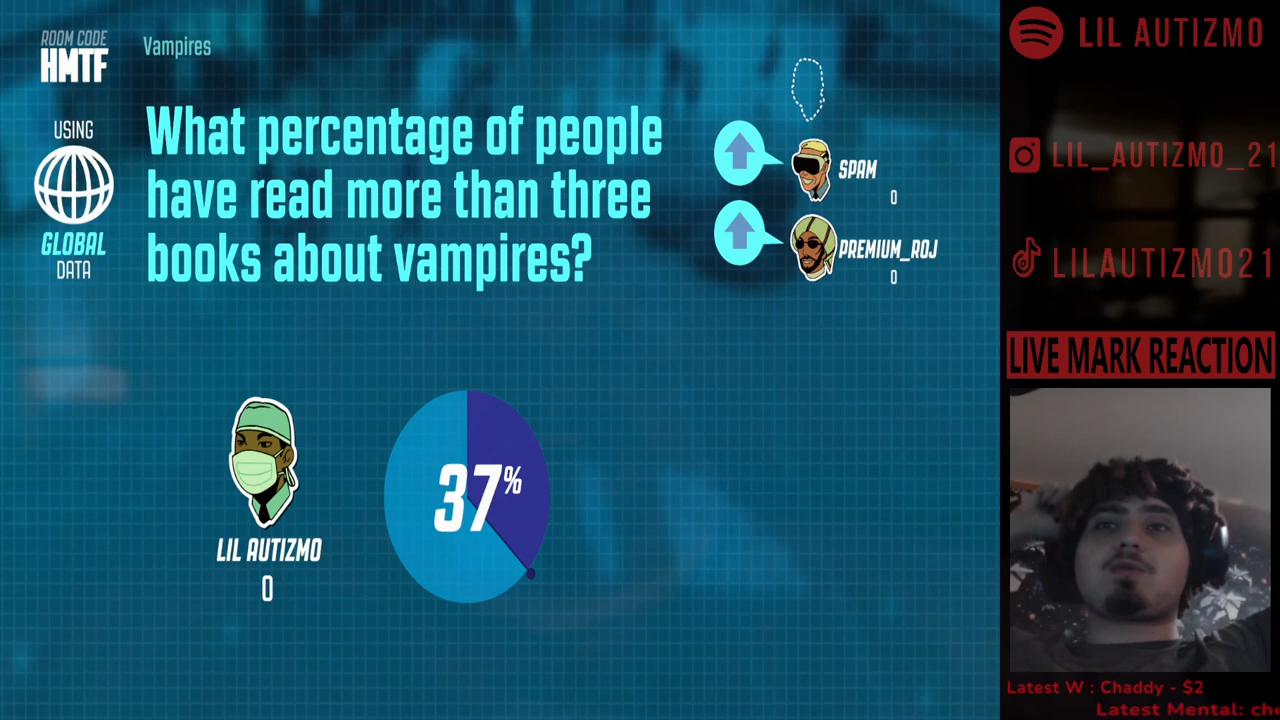 ROOM CODE
HMTF
Vampires
USING
GLOBAL
DATA
What percentage of people
have read more than three
books about vampires?
SPAM
0
PREMIUM_ROJ
0
37%
LIL AUTIZMO
0
LIL AUTIZMO
LIL_AUTIZMO_21
LILAUTIZMO21
LIVE MARK REACTION
Latest W : Chaddy - $2
Latest Mental: che